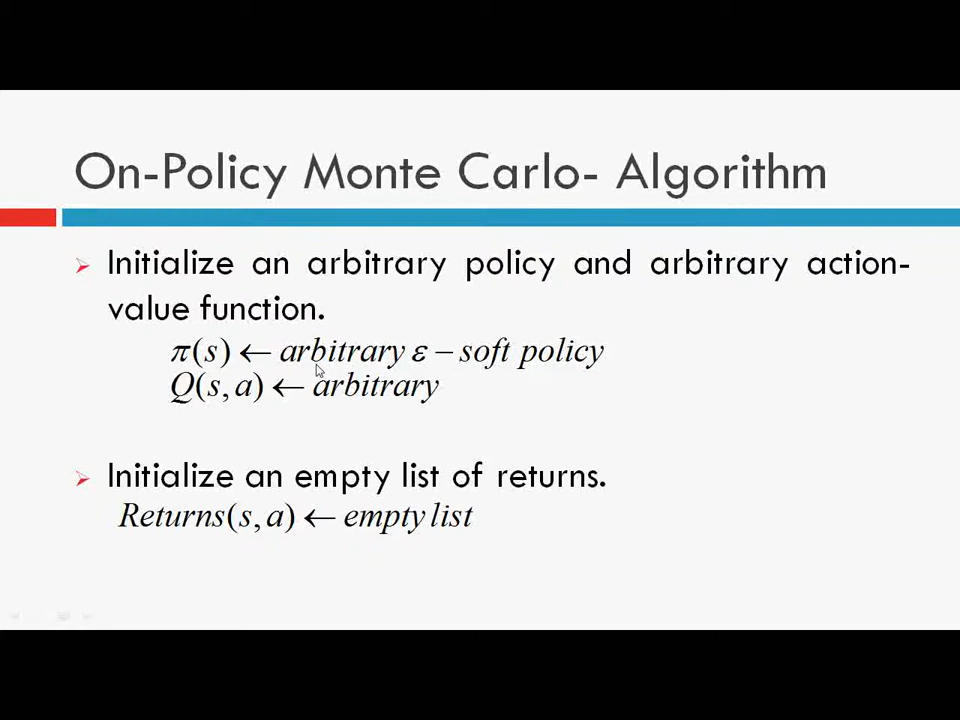 On-Policy Monte Carlo- Algorithm
Initialize an arbitrary policy and arbitrary action-
value function.
π(s) ← arbitrary ε – soft policy
Q(s, a) ← arbitrary
Initialize an empty list of returns.
Returns(s, a) ← empty list